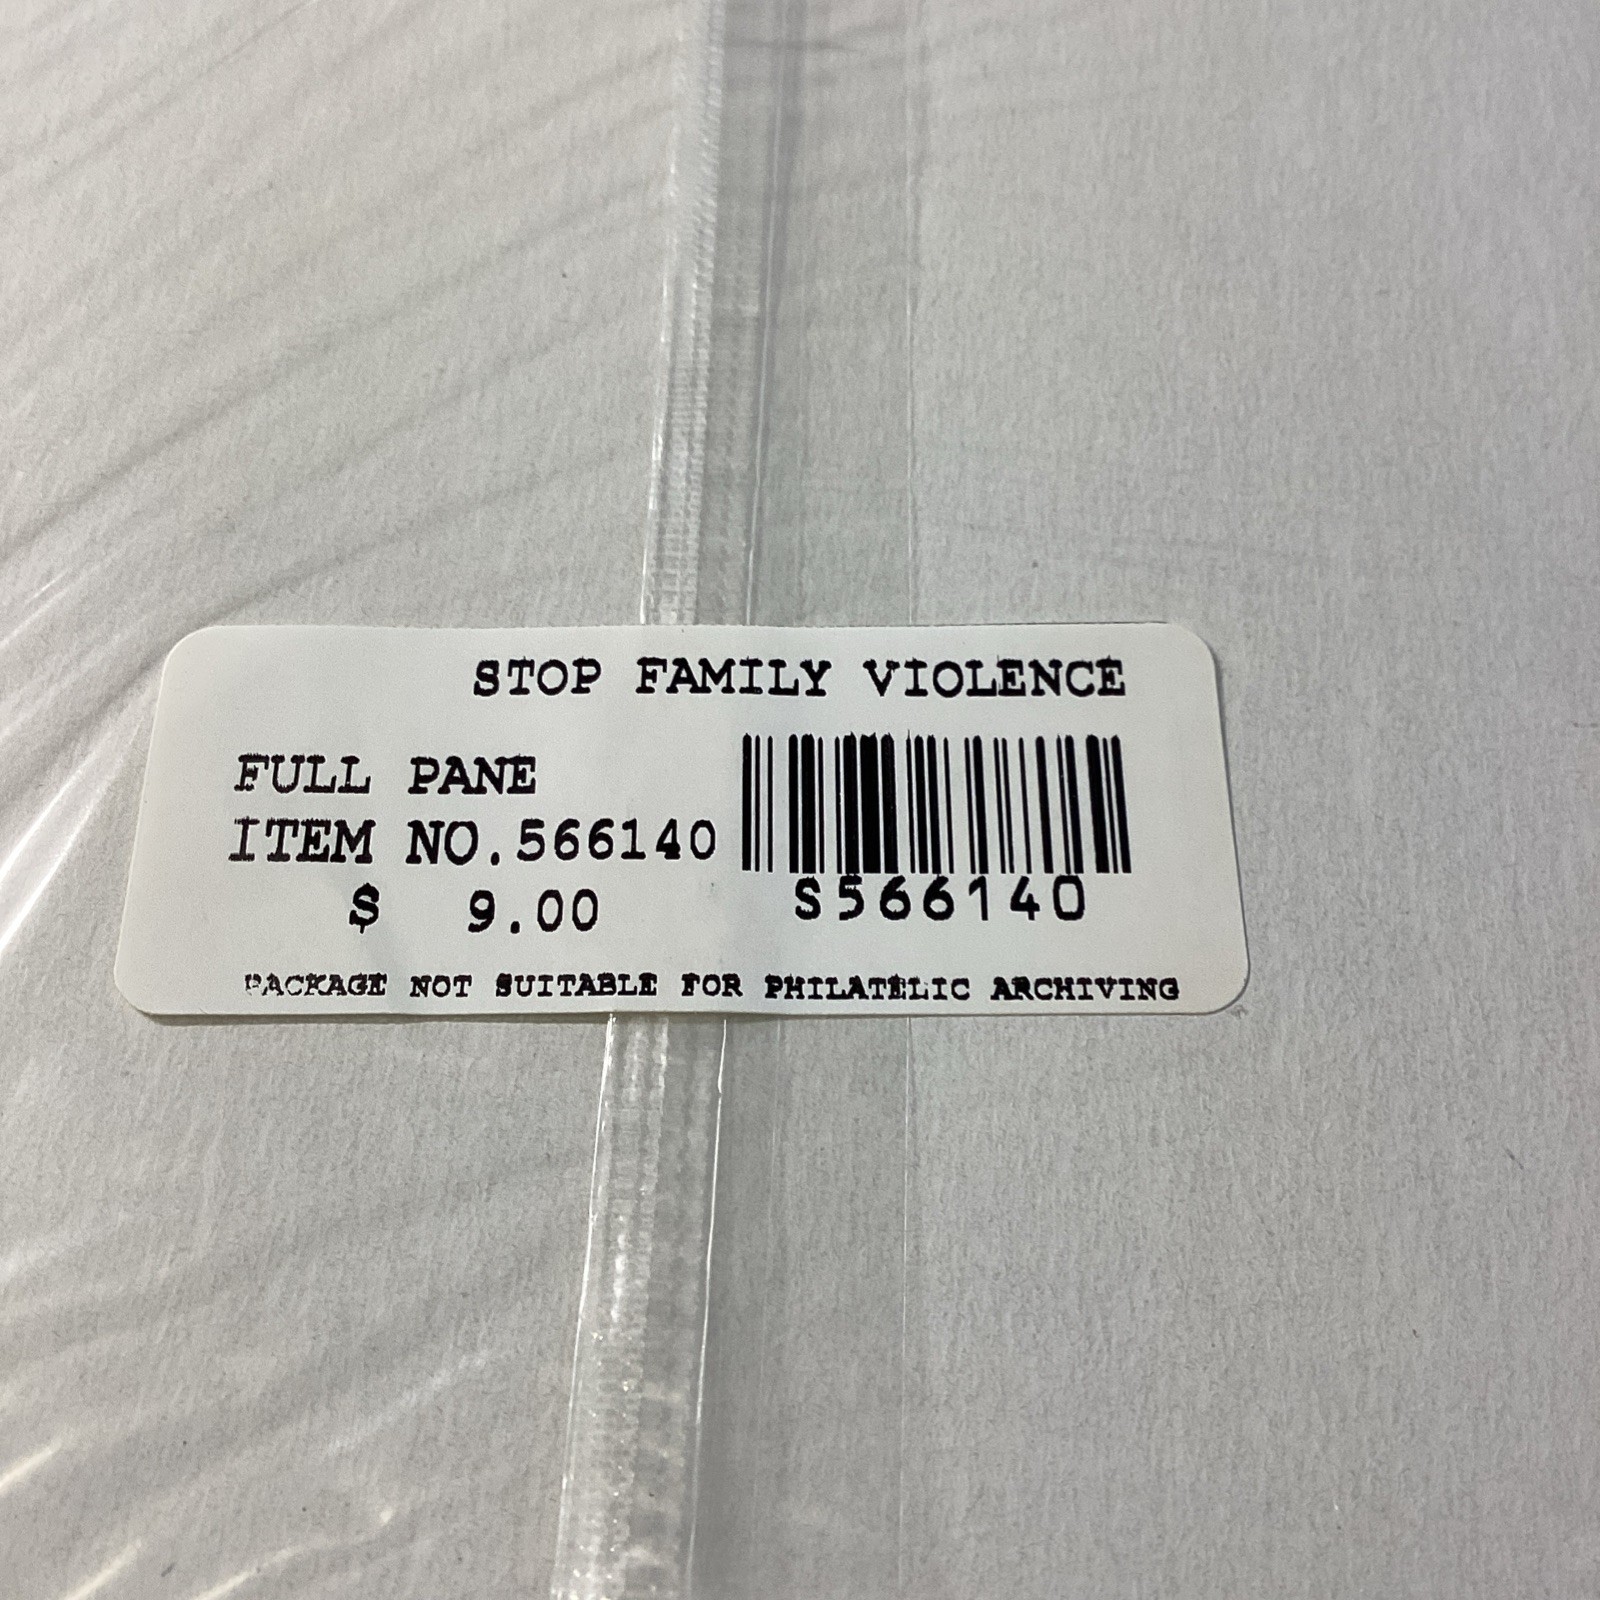 STOP FAMILY VIOLENCE
FULL PANE
ITEM NO.566140
$ 9.00
S566140
PACKAGE NOT SUITABLE FOR PHILATELIC ARCHIVING